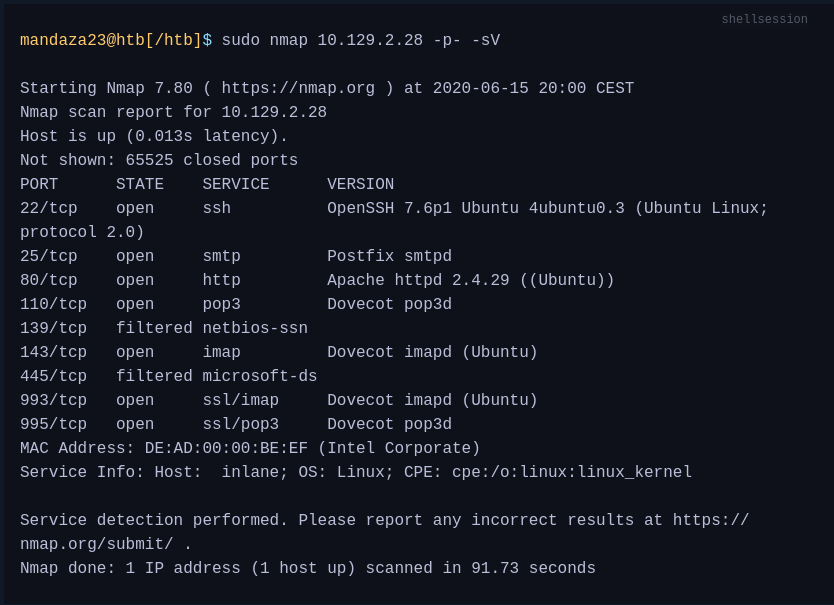 shellsession
mandaza23@htb[/htb]$ sudo nmap 10.129.2.28 -p- -sV
Starting Nmap 7.80 ( https://nmap.org ) at 2020-06-15 20:00 CEST
Nmap scan report for 10.129.2.28
Host is up (0.013s latency).
Not shown: 65525 closed ports
PORT      STATE    SERVICE      VERSION
22/tcp    open     ssh          OpenSSH 7.6p1 Ubuntu 4ubuntu0.3 (Ubuntu Linux;
protocol 2.0)
25/tcp    open     smtp         Postfix smtpd
80/tcp    open     http         Apache httpd 2.4.29 ((Ubuntu))
110/tcp   open     pop3         Dovecot pop3d
139/tcp   filtered netbios-ssn
143/tcp   open     imap         Dovecot imapd (Ubuntu)
445/tcp   filtered microsoft-ds
993/tcp   open     ssl/imap     Dovecot imapd (Ubuntu)
995/tcp   open     ssl/pop3     Dovecot pop3d
MAC Address: DE:AD:00:00:BE:EF (Intel Corporate)
Service Info: Host:  inlane; OS: Linux; CPE: cpe:/o:linux:linux_kernel
Service detection performed. Please report any incorrect results at https://
nmap.org/submit/ .
Nmap done: 1 IP address (1 host up) scanned in 91.73 seconds